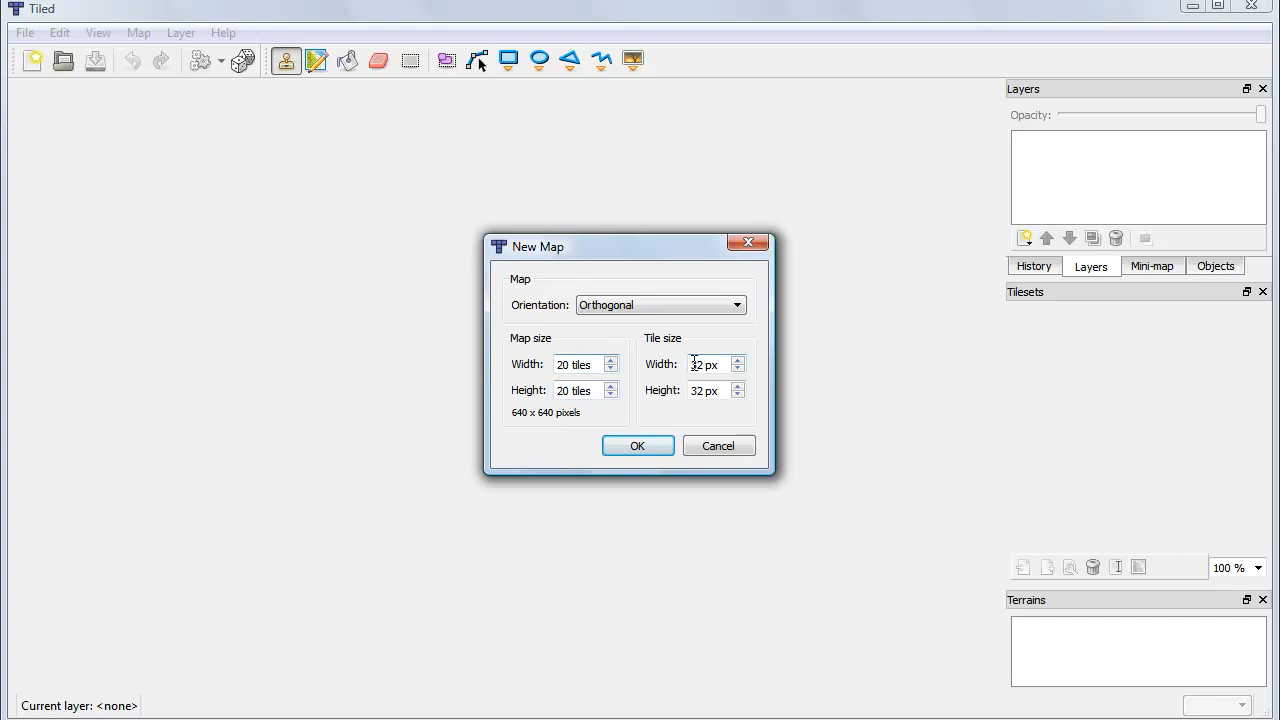 Tiled
File Edit View Map Layer Help
Layers
Opacity:
History Layers Mini-map Objects
Tilesets
New Map
Map
Orientation: Orthogonal
Map size Tile size
Width: 20 tiles Width: 32 px
Height: 20 tiles Height: 32 px
640 x 640 pixels
OK Cancel
100 %
Terrains
Current layer: <none>